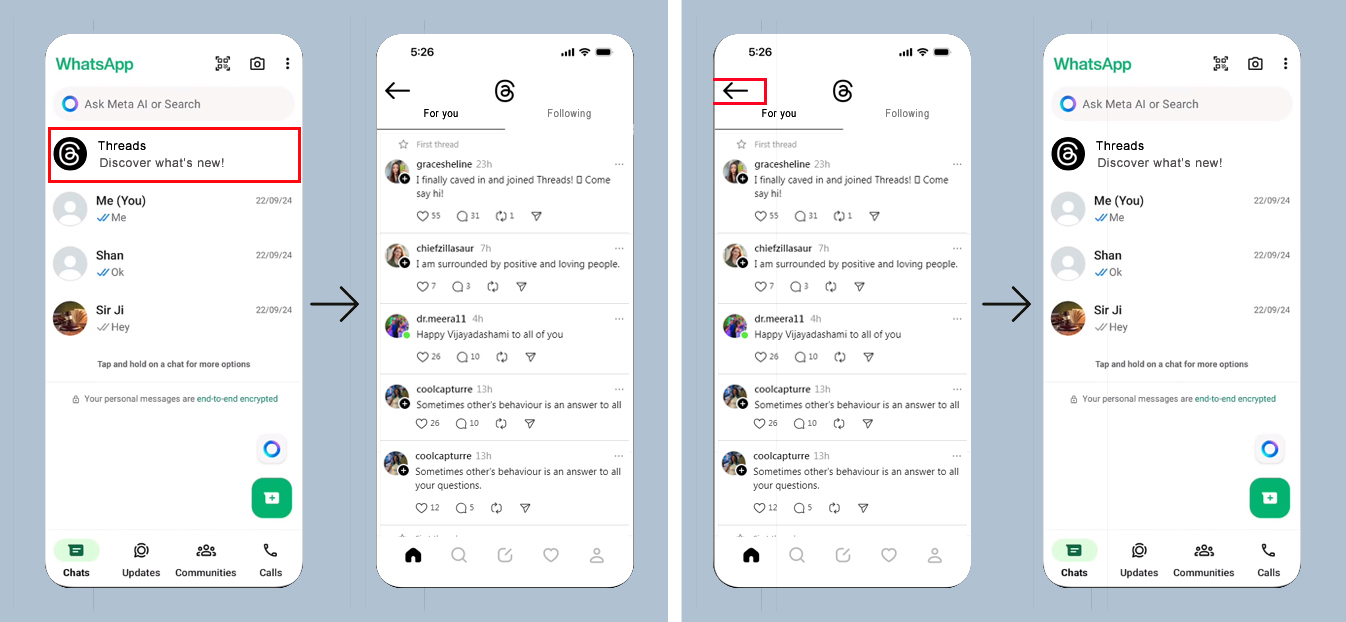 WhatsApp
Ask Meta AI or Search
Threads
Discover what's new!
Me (You) 22/09/24
Me
Shan 22/09/24
Ok
Sir Ji 22/09/24
Hey
Tap and hold on a chat for more options
Your personal messages are end-to-end encrypted
Chats Updates Communities Calls
5:26
For you Following
First thread
gracesheline 23h
I finally caved in and joined Threads! Come
say hi!
55 31 1
chiefzillasaur 7h
I am surrounded by positive and loving people.
7 3
dr.meera11 4h
Happy Vijayadashami to all of you
26 10
coolcapturre 13h
Sometimes other's behaviour is an answer to all
26 10
coolcapturre 13h
Sometimes other's behaviour is an answer to all
your questions.
12 5
5:26
For you Following
First thread
gracesheline 23h
I finally caved in and joined Threads! Come
say hi!
55 31 1
chiefzillasaur 7h
I am surrounded by positive and loving people.
7 3
dr.meera11 4h
Happy Vijayadashami to all of you
26 10
coolcapturre 13h
Sometimes other's behaviour is an answer to all
26 10
coolcapturre 13h
Sometimes other's behaviour is an answer to all
your questions.
12 5
WhatsApp
Ask Meta AI or Search
Threads
Discover what's new!
Me (You) 22/09/24
Me
Shan 22/09/24
Ok
Sir Ji 22/09/24
Hey
Tap and hold on a chat for more options
Your personal messages are end-to-end encrypted
Chats Updates Communities Calls